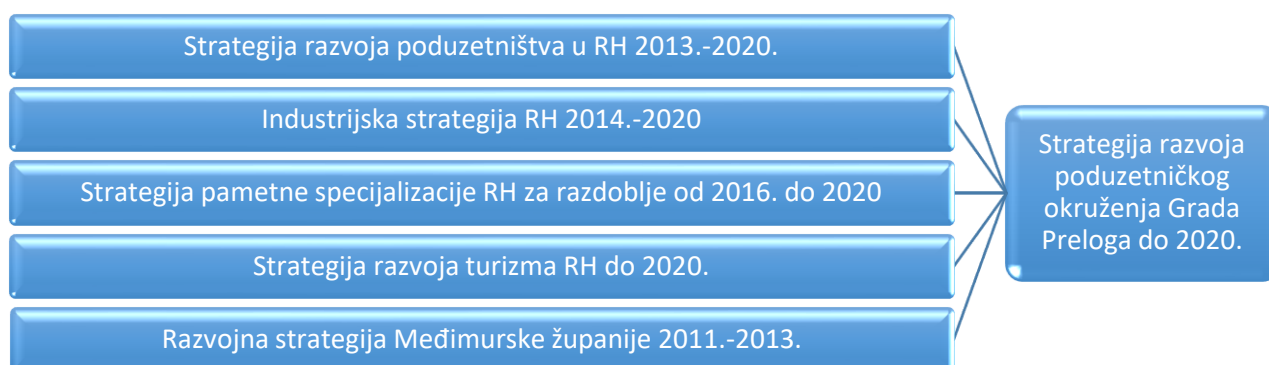 Strategija razvoja poduzetništva u RH 2013.-2020.
Industrijska strategija RH 2014.-2020
Strategija pametne specijalizacije RH za razdoblje od 2016. do 2020
Strategija razvoja turizma RH do 2020.
Razvojna strategija Međimurske županije 2011.-2013.
Strategija razvoja
poduzetničkog
okruženja Grada
Preloga do 2020.